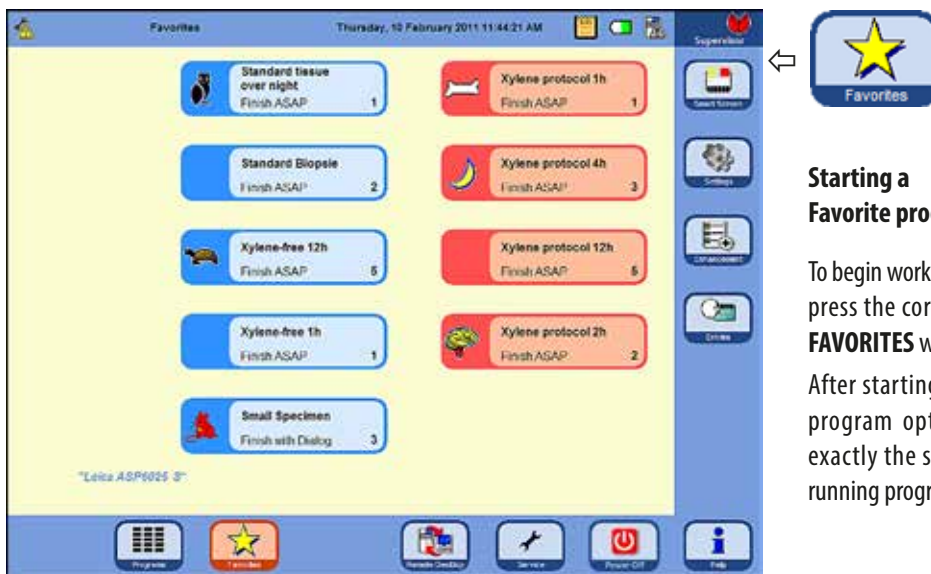 Favorites
Thursday, 10 February 2011 11:44:21 AM
Supervisor
Standard tissue
over night
Finish ASAP 1
Xylene protocol 1h
Finish ASAP 1
Smart Screen
Standard Biopsie
Finish ASAP 2
Xylene protocol 4h
Finish ASAP 3
Settings
Xylene-free 12h
Finish ASAP 5
Xylene protocol 12h
Finish ASAP 5
Xylene-free 1h
Finish ASAP 1
Xylene protocol 2h
Finish ASAP 2
Small Specimen
Finish with Dialog 3
"Leica ASP6025 S"
Programs
Favorites
Remote Desktop
Service
Power-Off
Help
Favorites
Starting a
Favorite pro
To begin work
press the cor
FAVORITES w
After starting
program opt
exactly the s
running progr